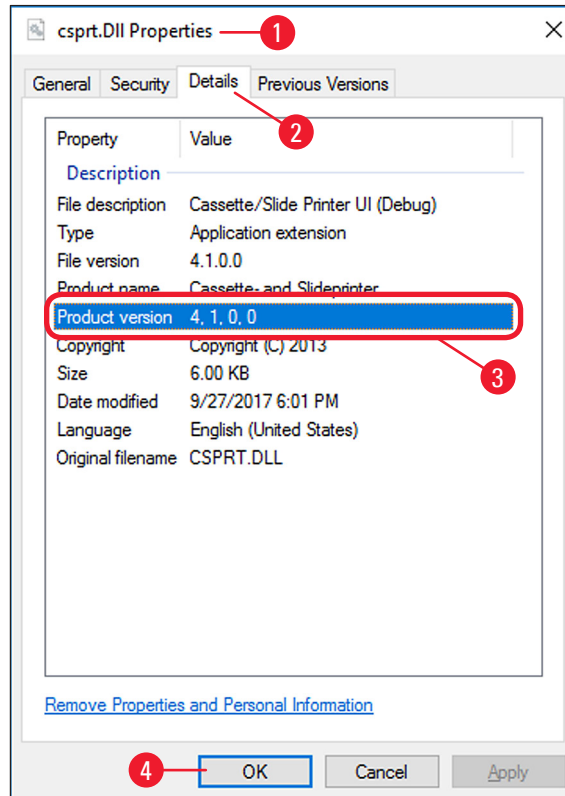 csprt.Dll Properties 1
General Security Details Previous Versions
2
Property Value
Description
File description Cassette/Slide Printer UI (Debug)
Type Application extension
File version 4.1.0.0
Product name Cassette- and Slideprinter
Product version 4, 1, 0, 0
Copyright Copyright (C) 2013
3
Size 6.00 KB
Date modified 9/27/2017 6:01 PM
Language English (United States)
Original filename CSPRT.DLL
Remove Properties and Personal Information
4 OK Cancel Apply